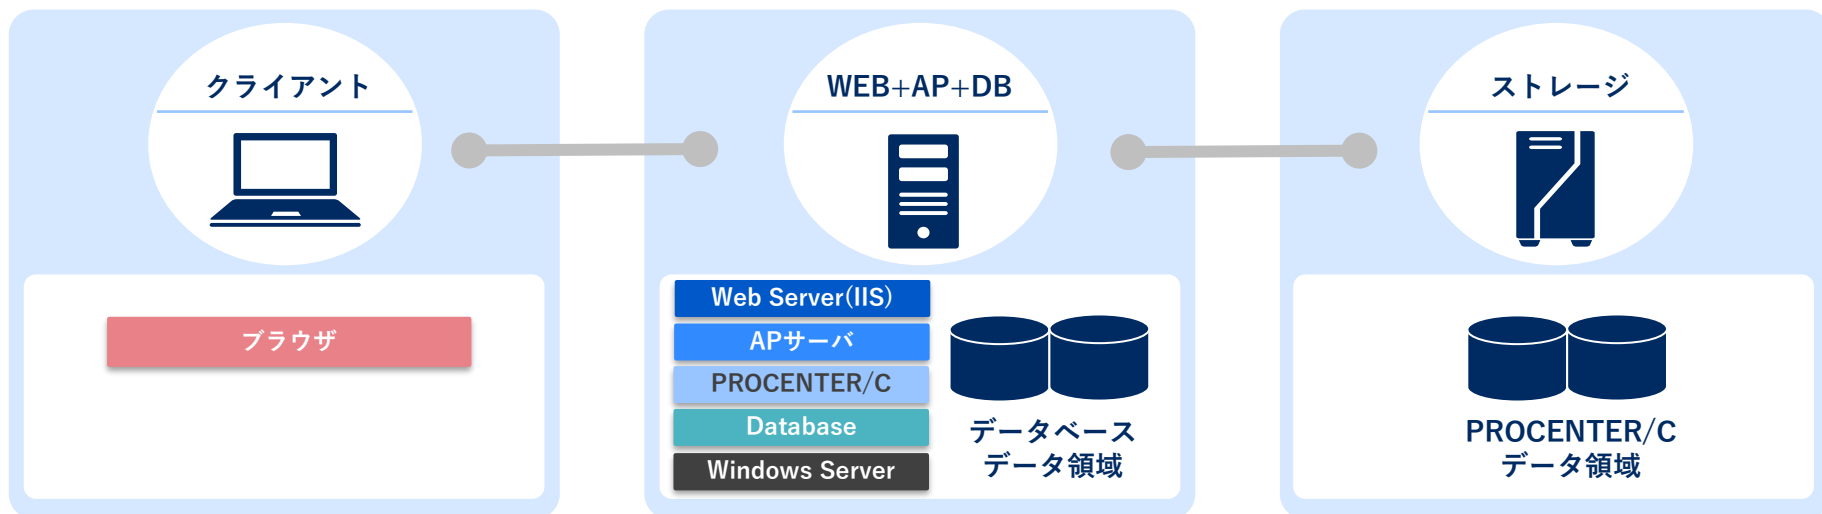 クライアント
ブラウザ
WEB+AP+DB
Web Server(IIS)
APサーバ
PROCENTER/C
Database
Windows Server
データベース
データ領域
ストレージ
PROCENTER/C
データ領域